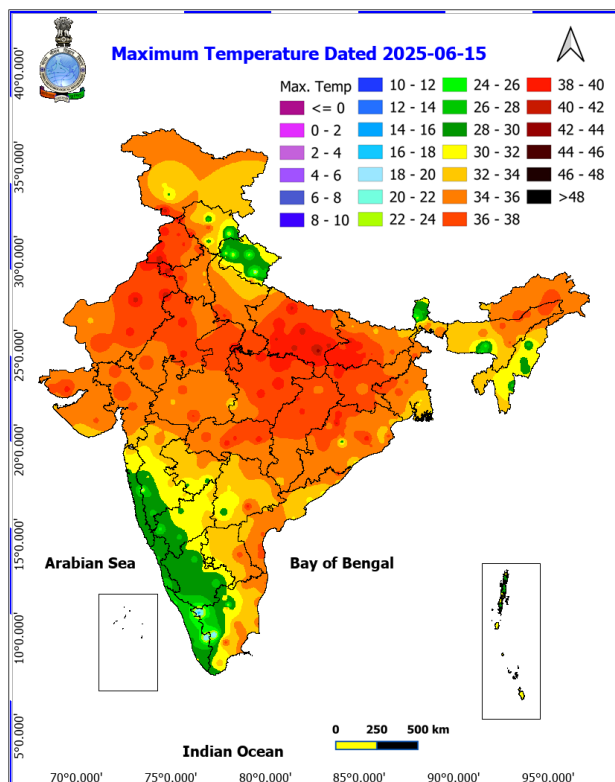 Maximum Temperature Dated 2025-06-15
Max. Temp
<= 0
0 - 2
2 - 4
4 - 6
6 - 8
8 - 10
10 - 12
12 - 14
14 - 16
16 - 18
18 - 20
20 - 22
22 - 24
24 - 26
26 - 28
28 - 30
30 - 32
32 - 34
34 - 36
36 - 38
38 - 40
40 - 42
42 - 44
44 - 46
46 - 48
>48
40°0.000'
35°0.000'
30°0.000'
25°0.000'
20°0.000'
15°0.000'
10°0.000'
5°0.000'
Arabian Sea
Bay of Bengal
0 250 500 km
Indian Ocean
70°0.000' 75°0.000' 80°0.000' 85°0.000' 90°0.000' 95°0.000'